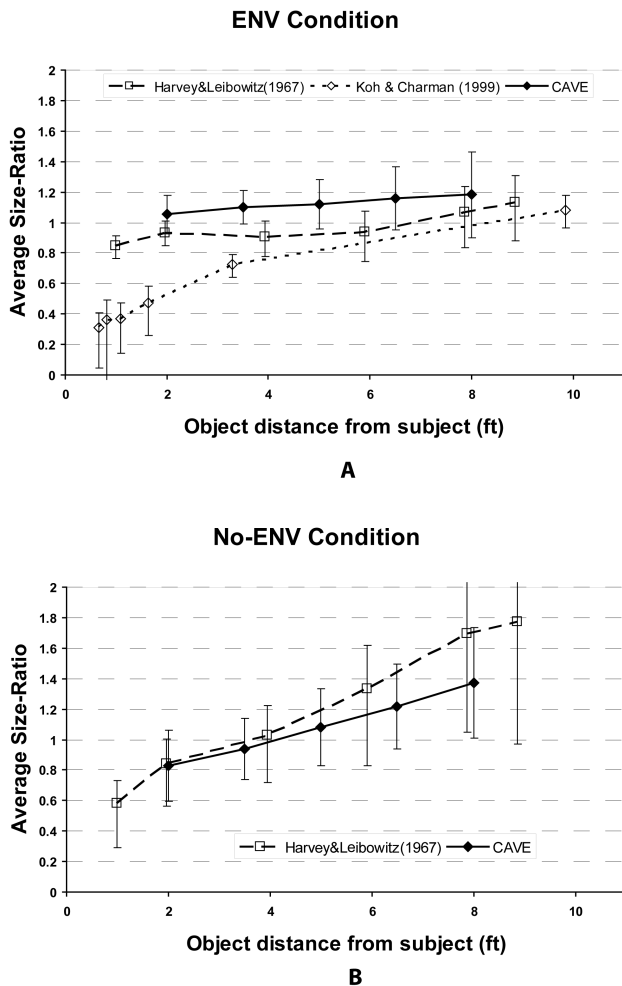 ENV Condition
2
1.8
1.6
1.4
1.2
1
0.8
0.6
0.4
0.2
0
Average Size-Ratio
Harvey&Leibowitz(1967) Koh & Charman (1999) CAVE
0 2 4 6 8 10
Object distance from subject (ft)
A
No-ENV Condition
2
1.8
1.6
1.4
1.2
1
0.8
0.6
0.4
0.2
0
Average Size-Ratio
Harvey&Leibowitz(1967) CAVE
0 2 4 6 8 10
Object distance from subject (ft)
B